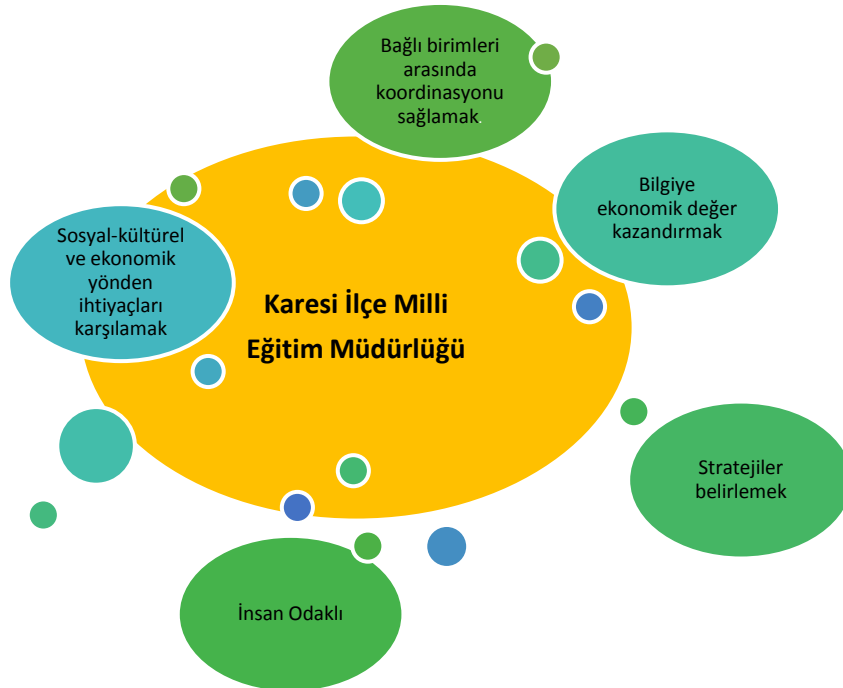 Bağlı birimleri
arasında
koordinasyonu
sağlamak.
Bilgiye
ekonomik değer
kazandırmak
Sosyal-kültürel
ve ekonomik
yönden
ihtiyaçları
karşılamak
Karesi İlçe Milli
Eğitim Müdürlüğü
Stratejiler
belirlemek
İnsan Odaklı